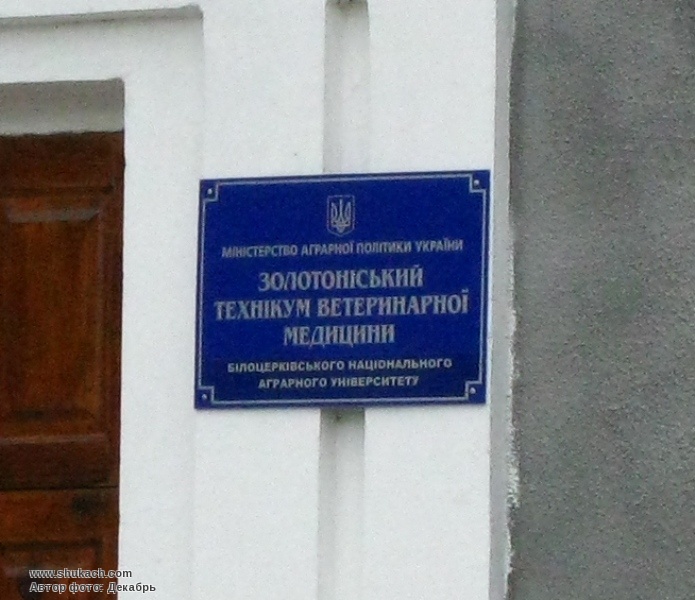 МІНІСТЕРСТВО АГРАРНОЇ ПОЛІТИКИ УКРАЇНИ
ЗОЛОТОНІСЬКИЙ
ТЕХНІКУМ ВЕТЕРИНАРНОЇ
МЕДИЦИНИ
БІЛОЦЕРКІВСЬКОГО НАЦІОНАЛЬНОГО
АГРАРНОГО УНІВЕРСИТЕТУ
www.shukach.com
Автор фото: Декабрь